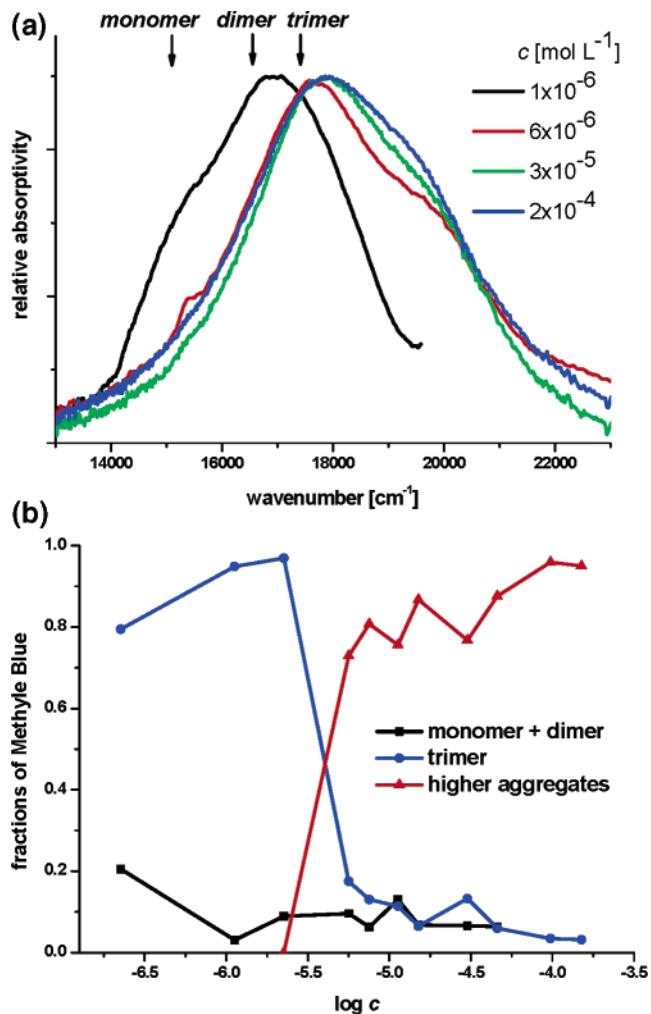 (a)
monomer dimer trimer
c [mol L⁻¹]
1x10⁻⁶
6x10⁻⁶
3x10⁻⁵
2x10⁻⁴
relative absorptivity
14000 16000 18000 20000 22000
wavenumber [cm⁻¹]
(b)
1.0
0.8
0.6
0.4
0.2
0.0
fractions of Methyle Blue
monomer + dimer
trimer
higher aggregates
-6.5 -6.0 -5.5 -5.0 -4.5 -4.0 -3.5
log c